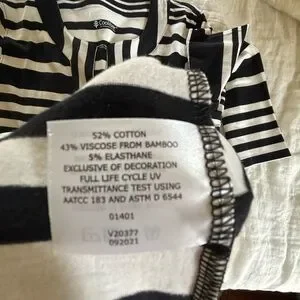 52% COTTON
43% VISCOSE FROM BAMBOO
5% ELASTHANE
EXCLUSIVE OF DECORATION
FULL LIFE CYCLE UV
TRANSMITTANCE TEST USING
AATCC 183 AND ASTM D 6544
01401
V20377
092021